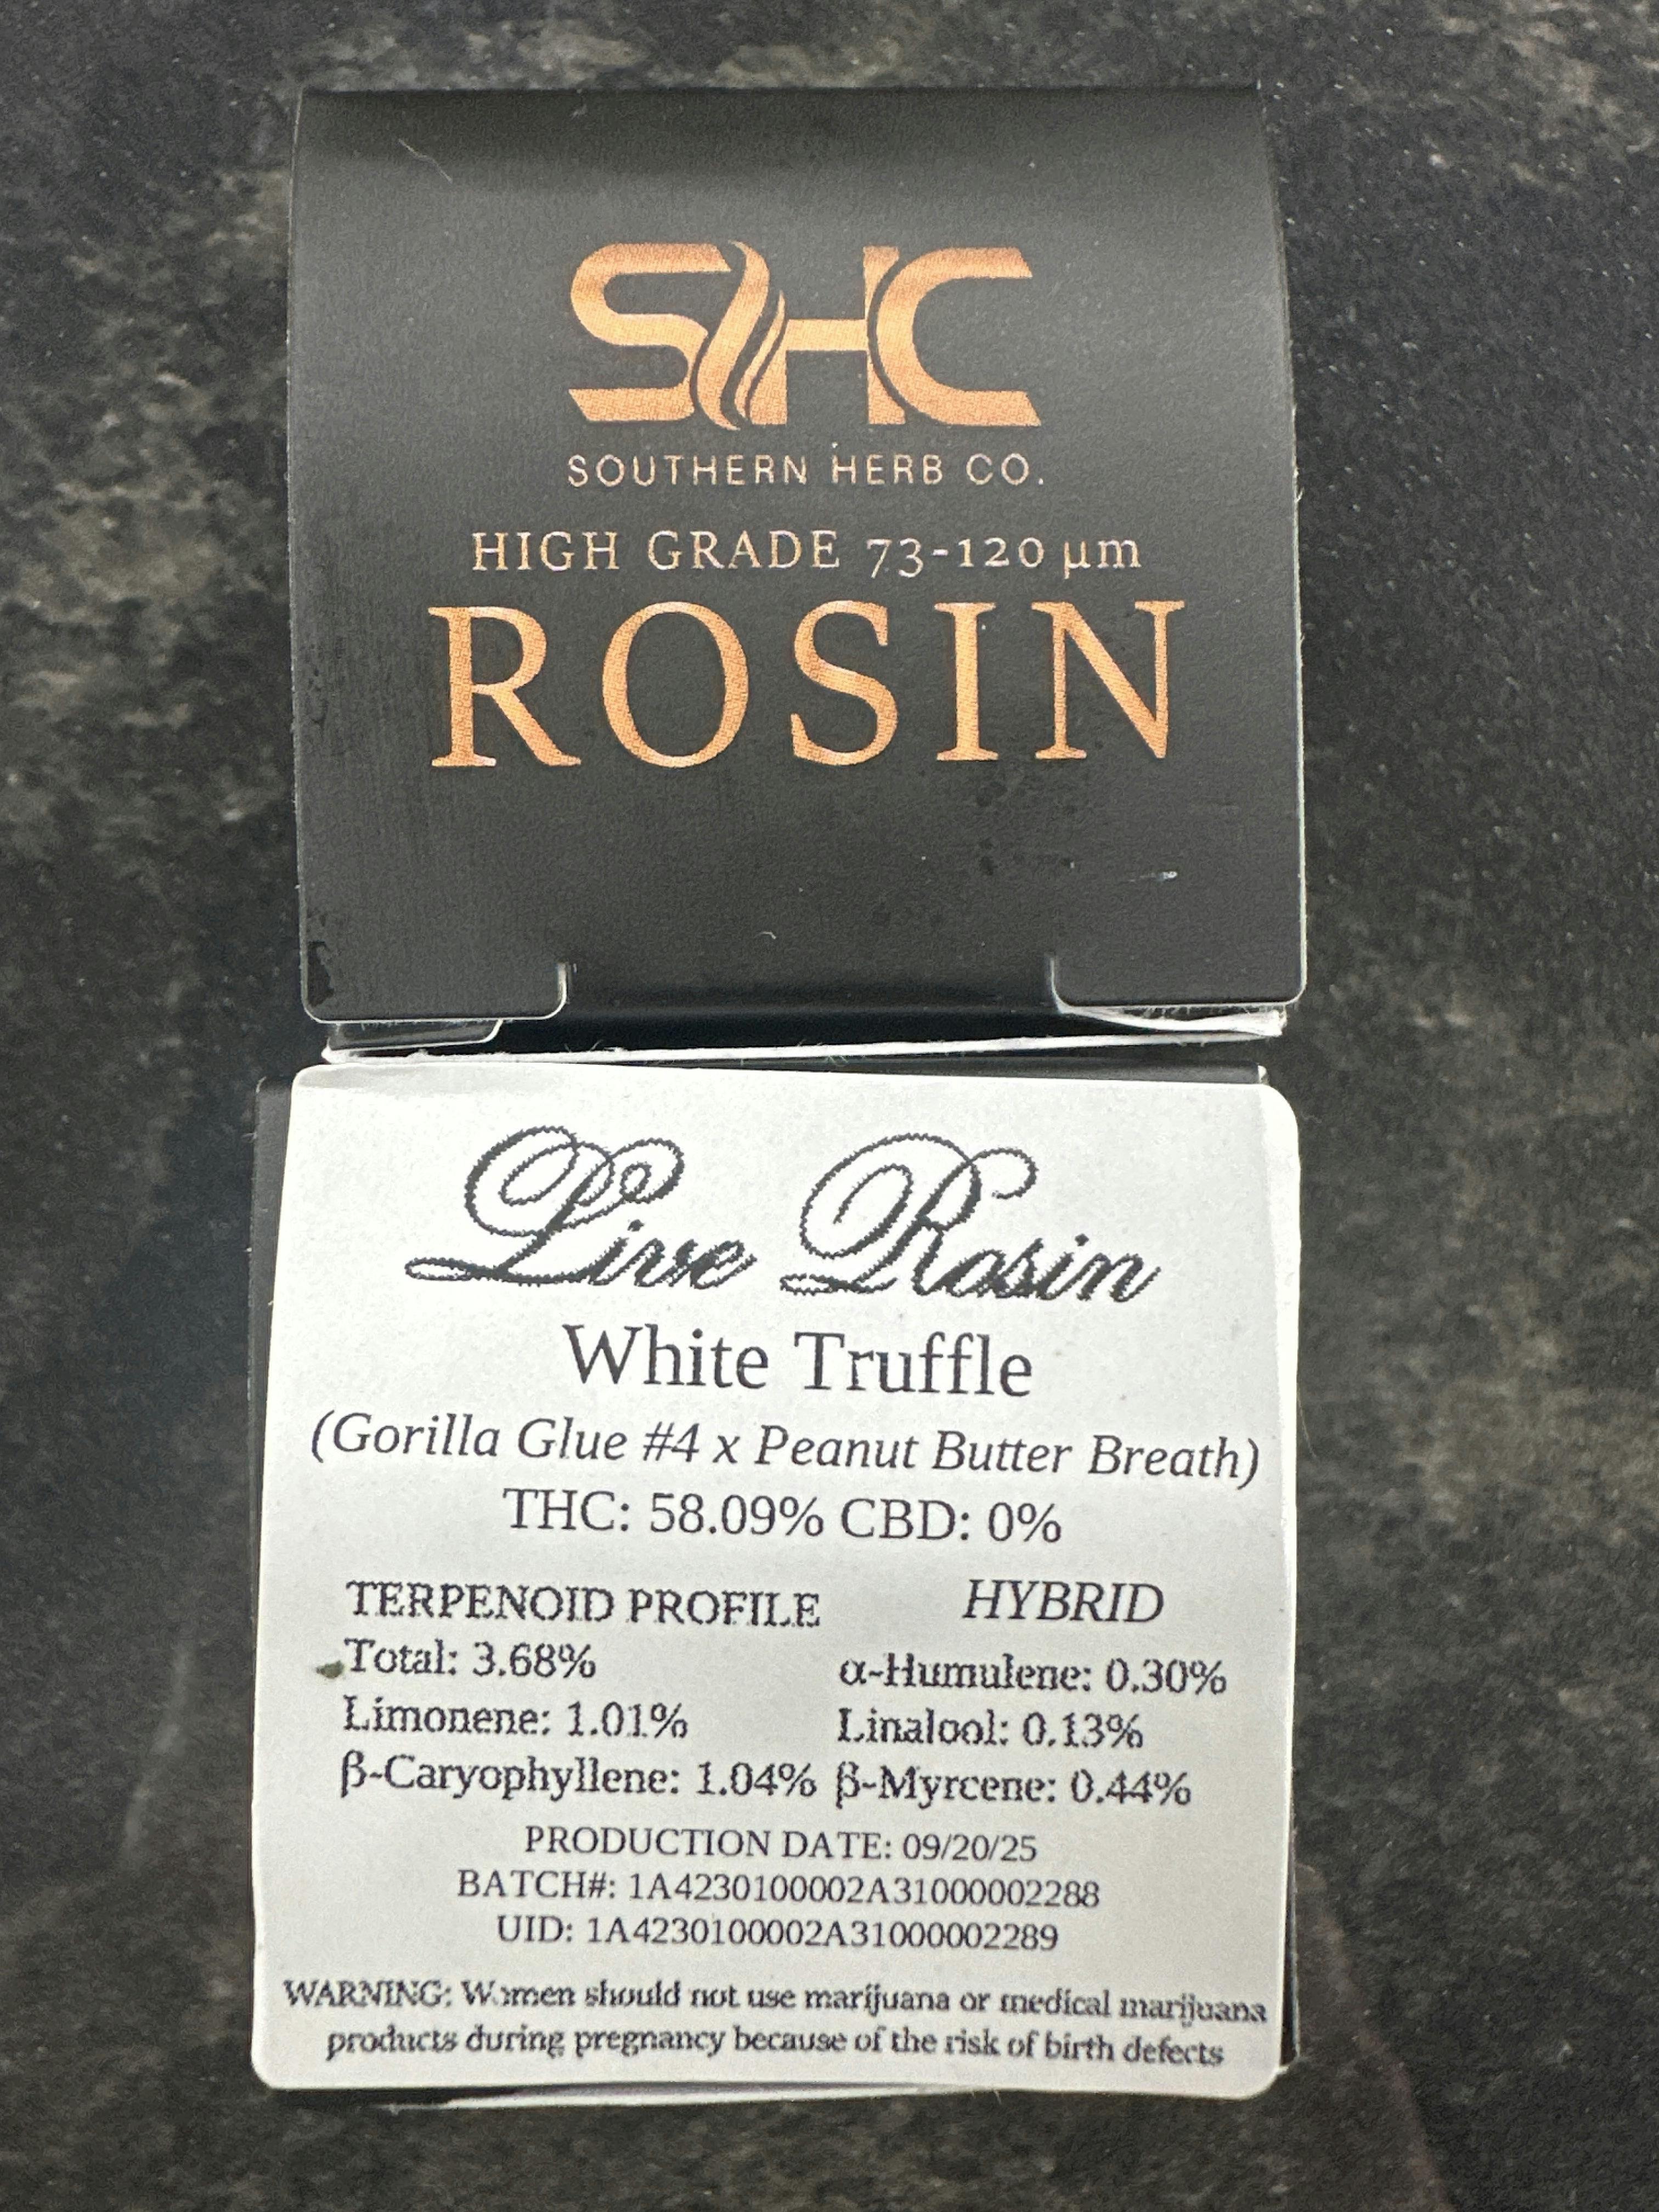 SHC
SOUTHERN HERB CO.
HIGH GRADE 73-120 µm
ROSIN
Live Rosin
White Truffle
(Gorilla Glue #4 x Peanut Butter Breath)
THC: 58.09% CBD: 0%
TERPENOID PROFILE HYBRID
Total: 3.68% α-Humulene: 0.30%
Limonene: 1.01% Linalool: 0.13%
β-Caryophyllene: 1.04% β-Myrcene: 0.44%
PRODUCTION DATE: 09/20/25
BATCH#: 1A4230100002A31000002288
UID: 1A4230100002A31000002289
WARNING: Women should not use marijuana or medical marijuana
products during pregnancy because of the risk of birth defects